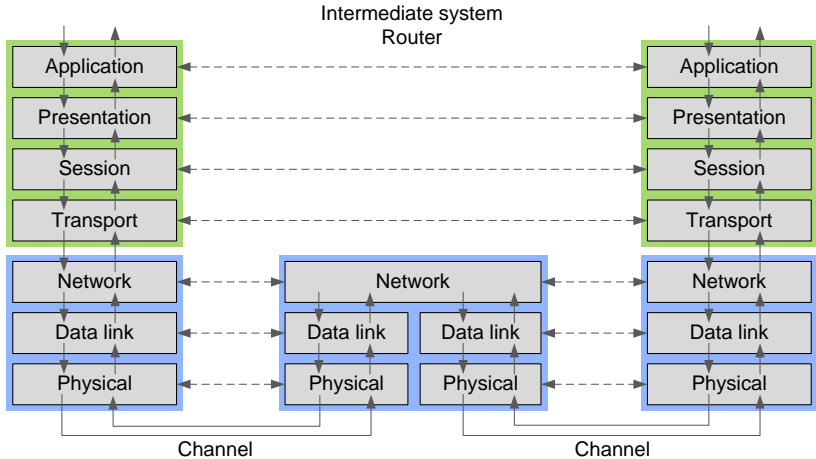 Intermediate system
Router
Application
Application
Presentation
Presentation
Session
Session
Transport
Transport
Network
Network
Network
Data link
Data link
Data link
Data link
Physical
Physical
Physical
Physical
Channel
Channel